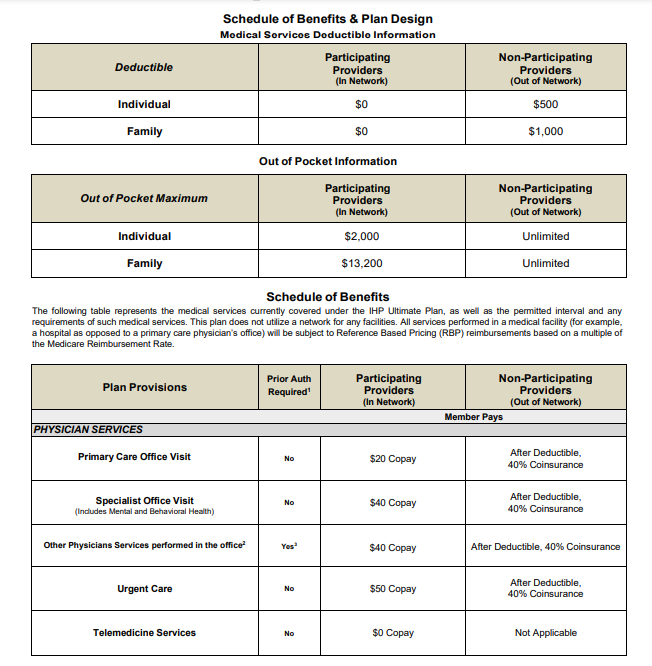 Schedule of Benefits & Plan Design
Medical Services Deductible Information
Deductible
Participating
Providers
(In Network)
Non-Participating
Providers
(Out of Network)
Individual
$0
$500
Family
$0
$1,000
Out of Pocket Information
Out of Pocket Maximum
Participating
Providers
(In Network)
Non-Participating
Providers
(Out of Network)
Individual
$2,000
Unlimited
Family
$13,200
Unlimited
Schedule of Benefits
The following table represents the medical services currently covered under the IHP Ultimate Plan, as well as the permitted interval and any
requirements of such medical services. This plan does not utilize a network for any facilities. All services performed in a medical facility (for example,
a hospital as opposed to a primary care physician's office) will be subject to Reference Based Pricing (RBP) reimbursements based on a multiple of
the Medicare Reimbursement Rate.
Plan Provisions
Prior Auth
Required¹
Participating
Providers
(In Network)
Non-Participating
Providers
(Out of Network)
Member Pays
PHYSICIAN SERVICES
Primary Care Office Visit
No
$20 Copay
After Deductible,
40% Coinsurance
Specialist Office Visit
(Includes Mental and Behavioral Health)
No
$40 Copay
After Deductible,
40% Coinsurance
Other Physicians Services performed in the office²
Yes³
$40 Copay
After Deductible, 40% Coinsurance
Urgent Care
No
$50 Copay
After Deductible,
40% Coinsurance
Telemedicine Services
No
$0 Copay
Not Applicable